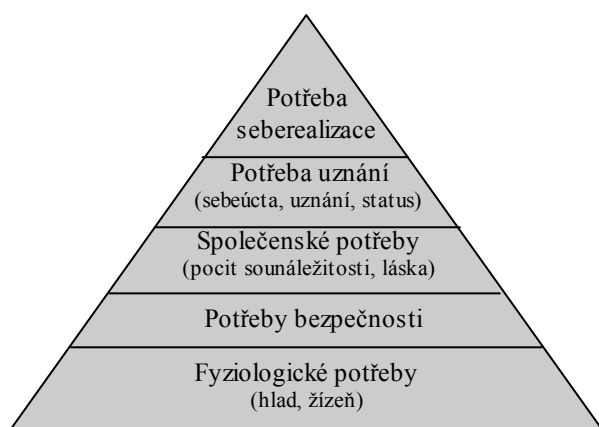 Potřeba
seberealizace
Potřeba uznání
(sebeúcta, uznání, status)
Společenské potřeby
(pocit sounáležitosti, láska)
Potřeby bezpečnosti
Fyziologické potřeby
(hlad, žízeň)